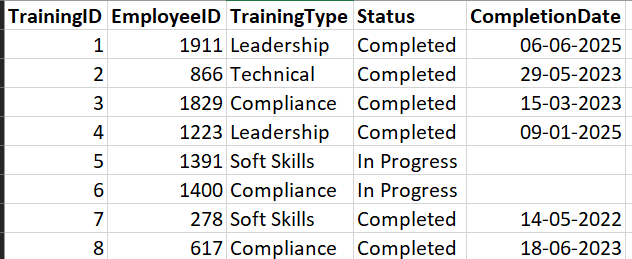 TrainingID EmployeeID TrainingType Status CompletionDate
1 1911 Leadership Completed 06-06-2025
2 866 Technical Completed 29-05-2023
3 1829 Compliance Completed 15-03-2023
4 1223 Leadership Completed 09-01-2025
5 1391 Soft Skills In Progress
6 1400 Compliance In Progress
7 278 Soft Skills Completed 14-05-2022
8 617 Compliance Completed 18-06-2023